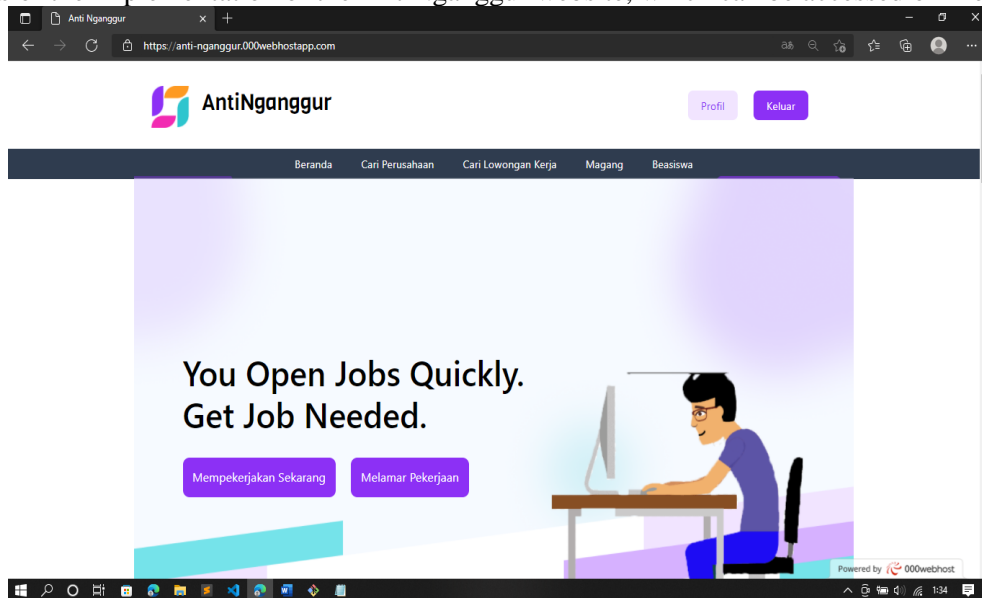 Anti Nganggur
https://anti-nganggur.000webhostapp.com
AntiNganggur
Profil
Keluar
Beranda Cari Perusahaan Cari Lowongan Kerja Magang Beasiswa
You Open Jobs Quickly.
Get Job Needed.
Mempekerjakan Sekarang
Melamar Pekerjaan
Powered by 000webhost
1:34